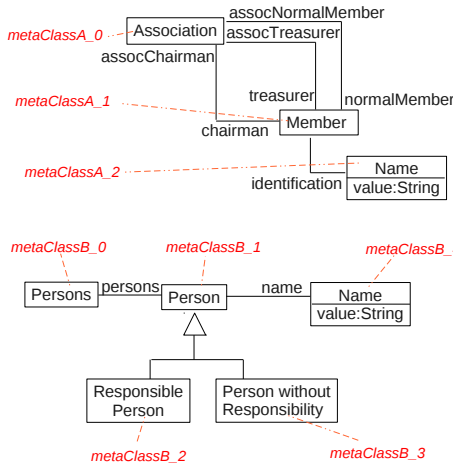 assocNormalMember
metaClassA_0
Association
assocTreasurer
assocChairman
metaClassA_1
treasurer
normalMember
chairman
Member
metaClassA_2
Name
identification
value:String
metaClassB_0
metaClassB_1
metaClassB_
Persons
persons
Person
name
Name
value:String
Responsible
Person
Person without
Responsibility
metaClassB_2
metaClassB_3